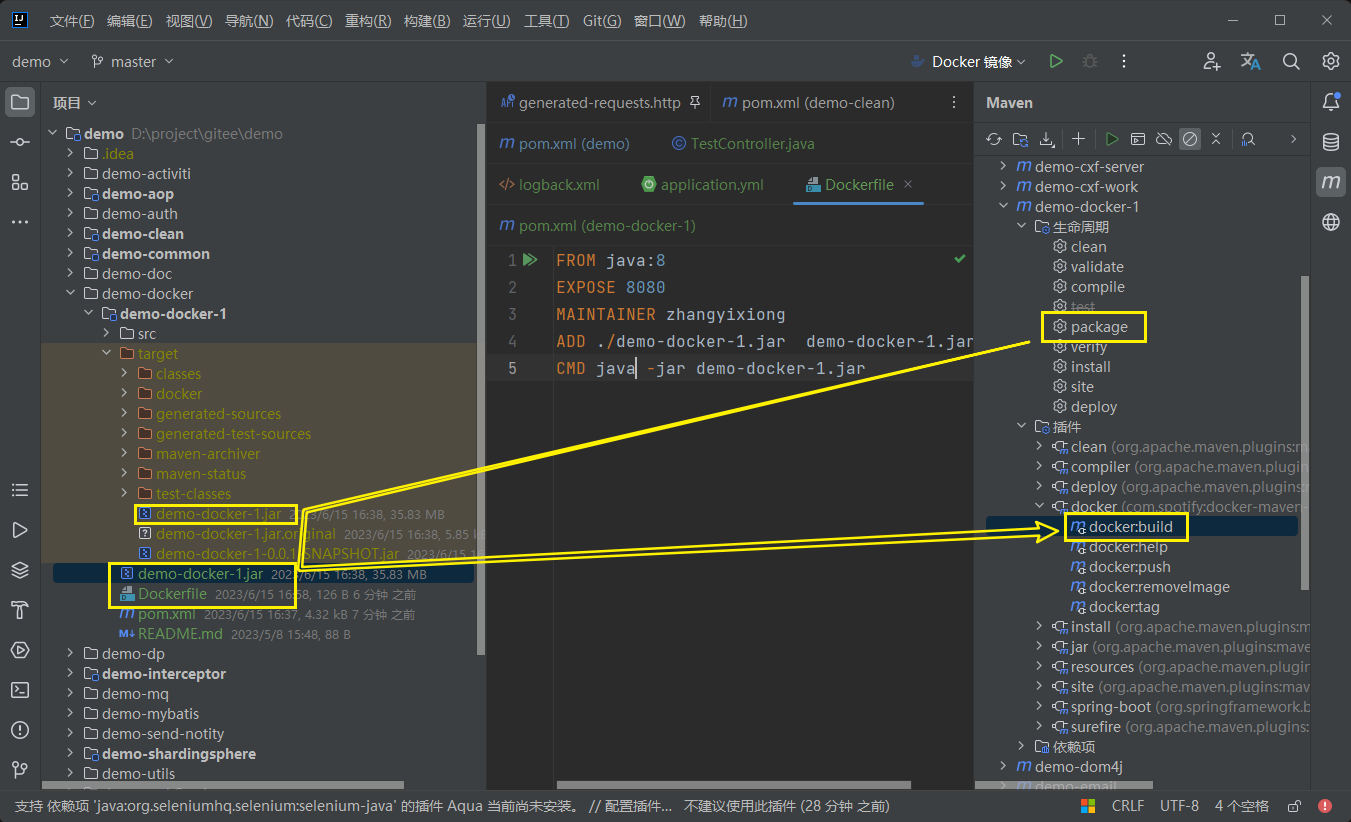 文件(F) 编辑(E) 视图(V) 导航(N) 代码(C) 重构(R) 构建(B) 运行(U) 工具(T) Git(G) 窗口(W) 帮助(H)
demo master Docker 镜像
项目
demo D:\project\gitee\demo
.idea
demo-activiti
demo-aop
demo-auth
demo-clean
demo-common
demo-doc
demo-docker
demo-docker-1
src
target
classes
docker
generated-sources
generated-test-sources
maven-archiver
maven-status
test-classes
demo-docker-1.jar 2023/6/15 16:38, 35.83 MB
demo-docker-1.jar.original 2023/6/15 16:38, 5.85 k
demo-docker-1-0.0.1-SNAPSHOT.jar 2023/6/15 1
demo-docker-1.jar 2023/6/15 16:38, 35.83 MB
Dockerfile 2023/6/15 16:58, 126 B 6 分钟 之前
pom.xml 2023/6/15 16:37, 4.32 kB 7 分钟 之前
README.md 2023/5/8 15:48, 88 B
demo-dp
demo-interceptor
demo-mq
demo-mybatis
demo-send-notity
demo-shardingsphere
demo-utils
generated-requests.http pom.xml (demo-clean)
pom.xml (demo) TestController.java
logback.xml application.yml Dockerfile
pom.xml (demo-docker-1)
1 FROM java:8
2 EXPOSE 8080
3 MAINTAINER zhangyixiong
4 ADD ./demo-docker-1.jar demo-docker-1.jar
5 CMD java -jar demo-docker-1.jar
Maven
demo-cxf-server
demo-cxf-work
demo-docker-1
生命周期
clean
validate
compile
test
package
verify
install
site
deploy
插件
clean (org.apache.maven.plugins:m
compiler (org.apache.maven.plugin
deploy (org.apache.maven.plugins:
docker (com.spotify:docker-maven-
docker:build
docker:help
docker:push
docker:removeImage
docker:tag
install (org.apache.maven.plugins:m
jar (org.apache.maven.plugins:mave
resources (org.apache.maven.plugin
site (org.apache.maven.plugins:mav
spring-boot (org.springframework.b
surefire (org.apache.maven.plugins:
依赖项
demo-dom4j
demo-email
支持 依赖项 'java:org.seleniumhq.selenium:selenium-java' 的插件 Aqua 当前尚未安装。 // 配置插件... 不建议使用此插件 (28 分钟 之前) CRLF UTF-8 4 个空格